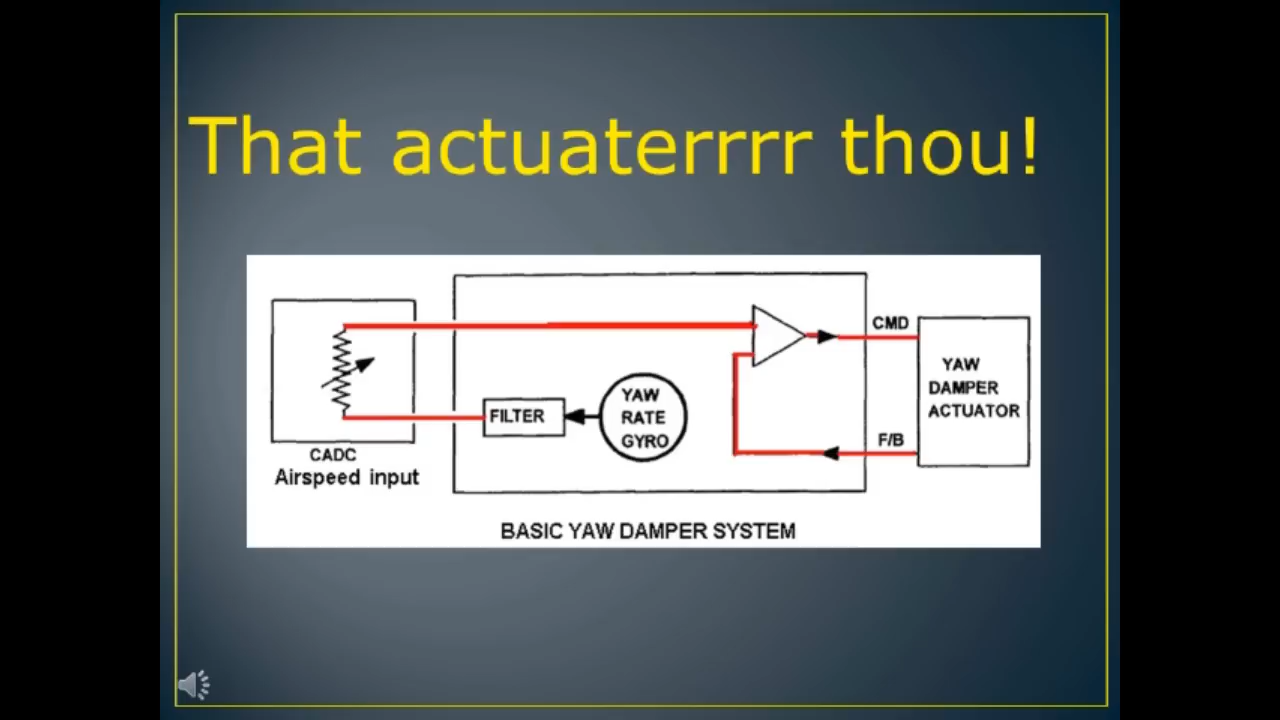 That actuaterrrr thou!
CMD
YAW
DAMPER
ACTUATOR
YAW
RATE
GYRO
FILTER
F/B
CADC
Airspeed input
BASIC YAW DAMPER SYSTEM